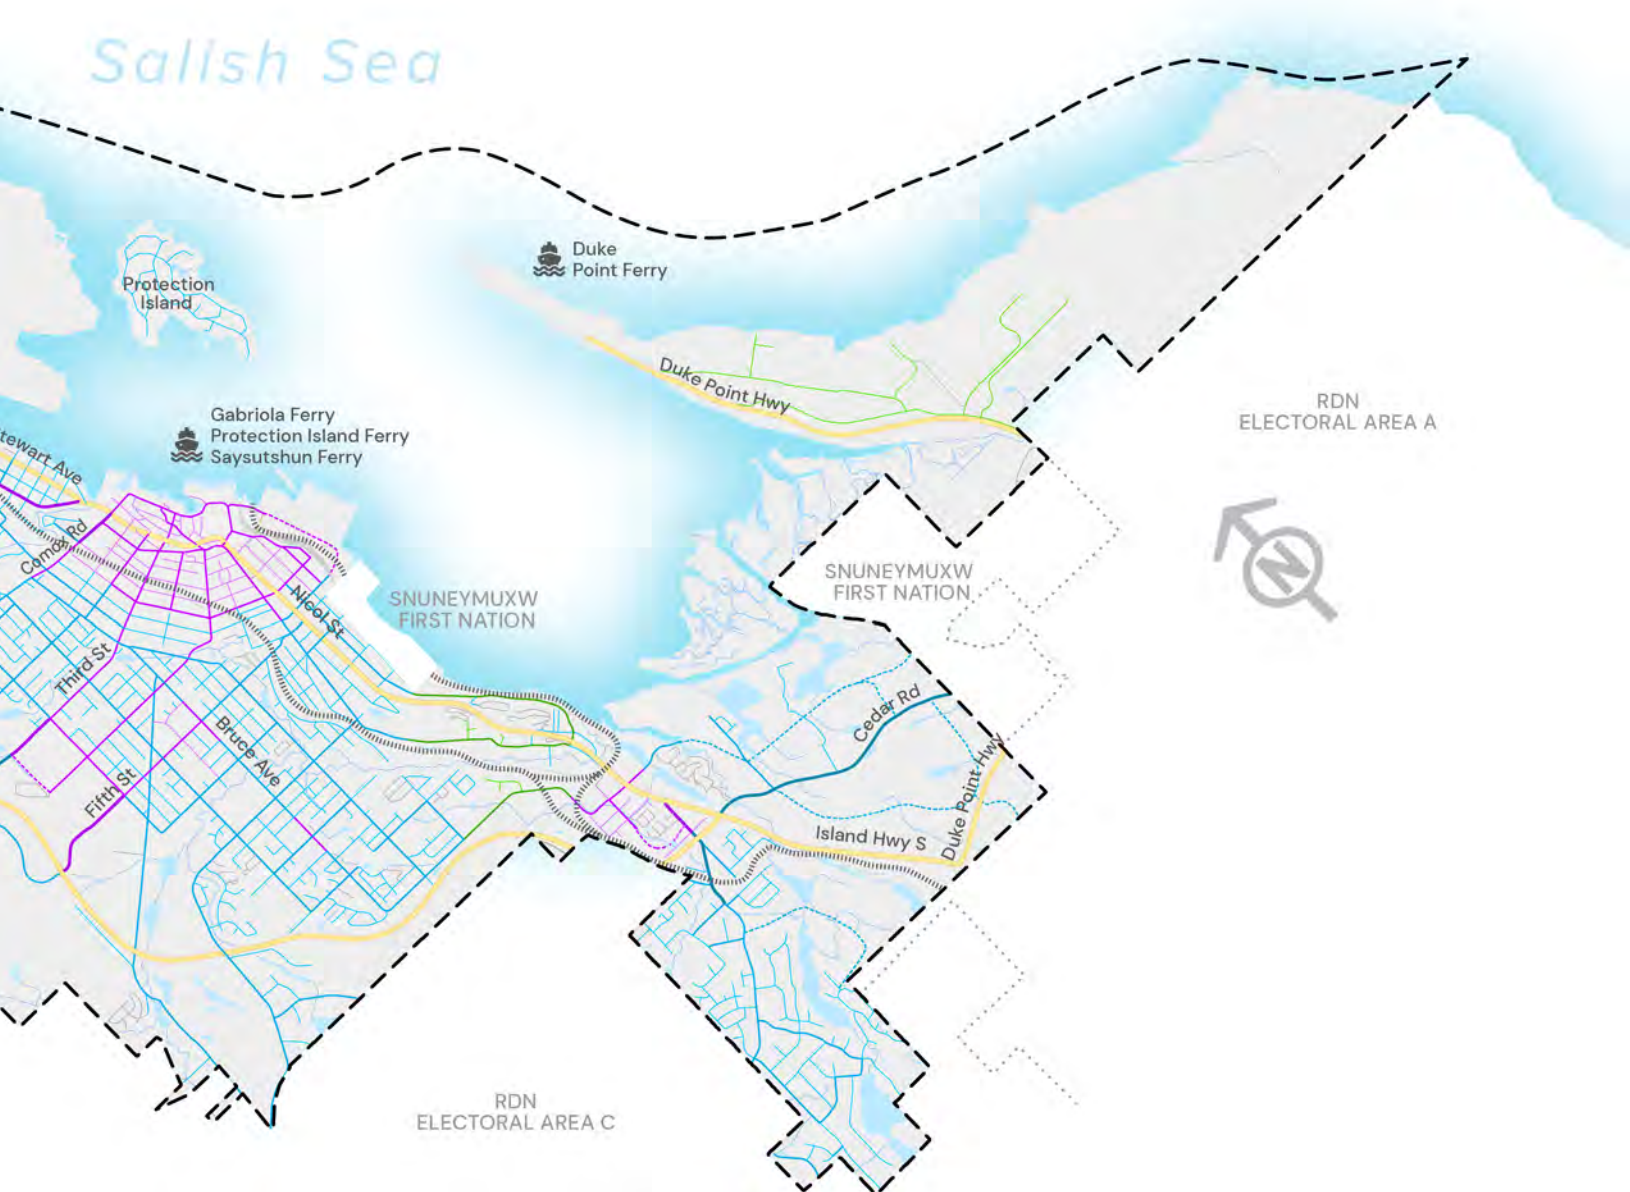 Salish Sea
Duke
Point Ferry
Protection
Island
Duke Point Hwy
RDN
ELECTORAL AREA A
Gabriola Ferry
Protection Island Ferry
Saysutshun Ferry
Stewart Ave
Comox Rd
N
SNUNEYMUXW
FIRST NATION
SNUNEYMUXW
FIRST NATION
Nicol St
Third St
Cedar Rd
Bruce Ave
Fifth St
Duke Point Hwy
Island Hwy S
RDN
ELECTORAL AREA C